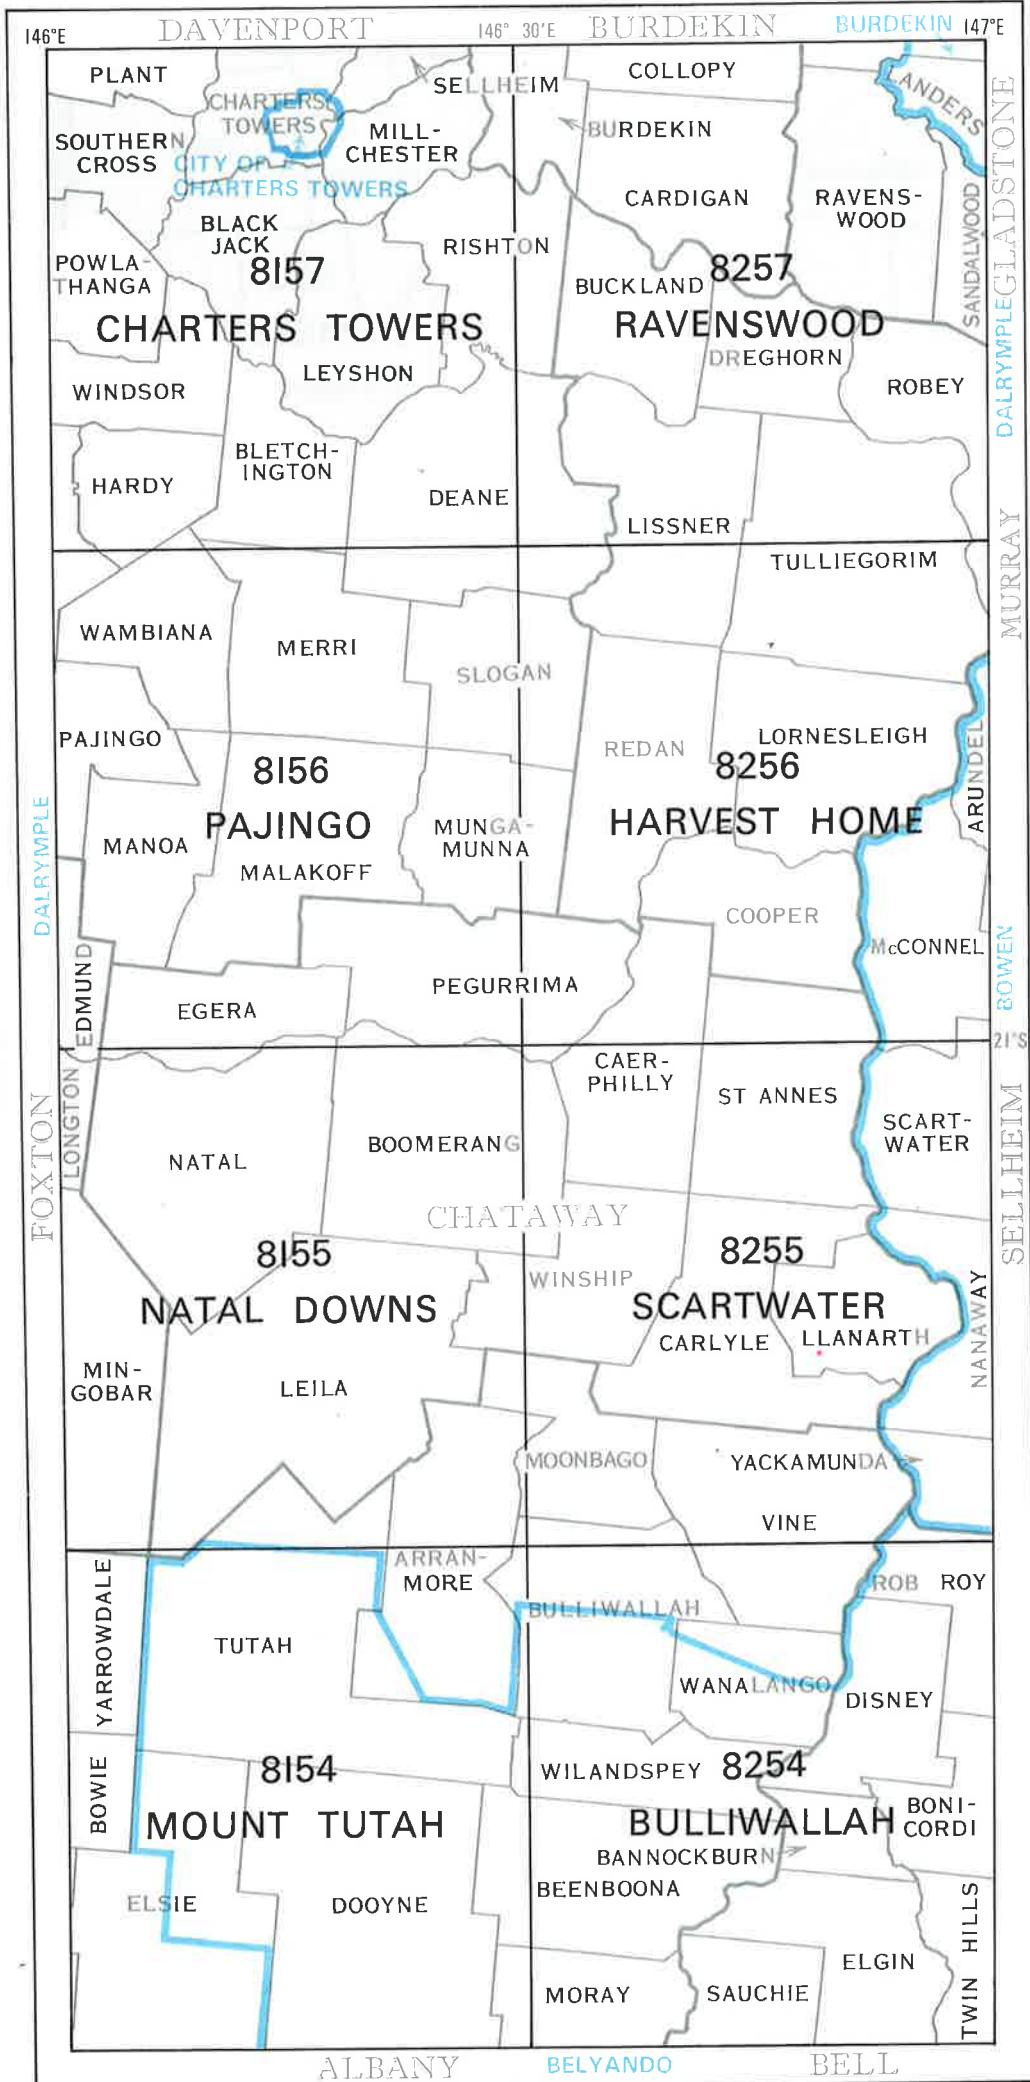 DAVENPORT
BURDEKIN
BURDEKIN
146°E
146° 30'E
147°E
PLANT
SELLHEIM
COLLOPY
LANDERS
CHARTERS
TOWERS
SOUTHERN
CROSS
MILL-
CHESTER
BURDEKIN
CITY OF
CHARTERS TOWERS
CARDIGAN
RAVENS-
WOOD
SANDALWOOD
GLADSTONE
BLACK
JACK
RISHTON
POWLA-
THANGA
8157
BUCKLAND
8257
CHARTERS TOWERS
RAVENSWOOD
DALRYMPLE
DREGHORN
LEYSHON
WINDSOR
ROBEY
BLETCH-
INGTON
HARDY
DEANE
LISSNER
MURRAY
TULLIEGORIM
WAMBIANA
MERRI
SLOGAN
PAJINGO
REDAN
LORNESLEIGH
8156
8256
ARUNDEL
PAJINGO
HARVEST HOME
DALRYMPLE
MANOA
MUNGA-
MUNNA
MALAKOFF
COOPER
McCONNEL
BOWEN
EDMUND
EGERA
PEGURRIMA
21°S
CAER-
PHILLY
LONGTON
ST ANNES
SCART-
WATER
FOXTON
NATAL
BOOMERANG
SELLHEIM
CHATAWAY
8155
8255
WINSHIP
NATAL DOWNS
SCARTWATER
NANAWAY
CARLYLE
LLANARTH
MIN-
GOBAR
LEILA
MOONBAGO
YACKAMUNDA
VINE
YARROWDALE
ARRAN-
MORE
ROB ROY
BULLIWALLAH
TUTAH
WANALANGO
DISNEY
BOWIE
8154
WILANDSPEY
8254
MOUNT TUTAH
BULLIWALLAH
BONI-
CORDI
BANNOCKBURN
BEENBOONA
ELSIE
DOOYNE
TWIN HILLS
ELGIN
MORAY
SAUCHIE
ALBANY
BELYANDO
BELL